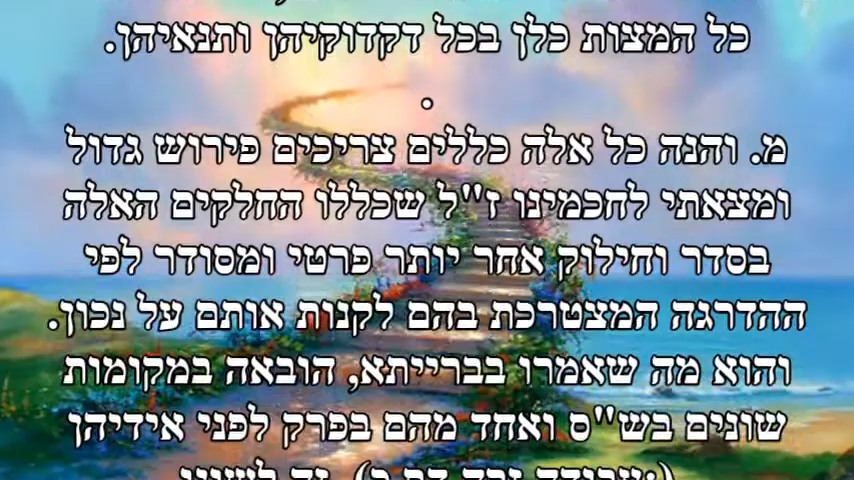 כל המצות כלן בכל דקדוקיהן ותנאיהן.
.
מ. והנה כל אלה כללים צריכים פירוש גדול
ומצאתי לחכמינו ז"ל שכללו החלקים האלה
בסדר וחילוק אחר יותר פרטי ומסודר לפי
ההדרגה המצטרכת בהם לקנות אותם על נכון.
והוא מה שאמרו בברייתא, הובאה במקומות
שונים בש"ס ואחד מהם בפרק לפני אידיהן